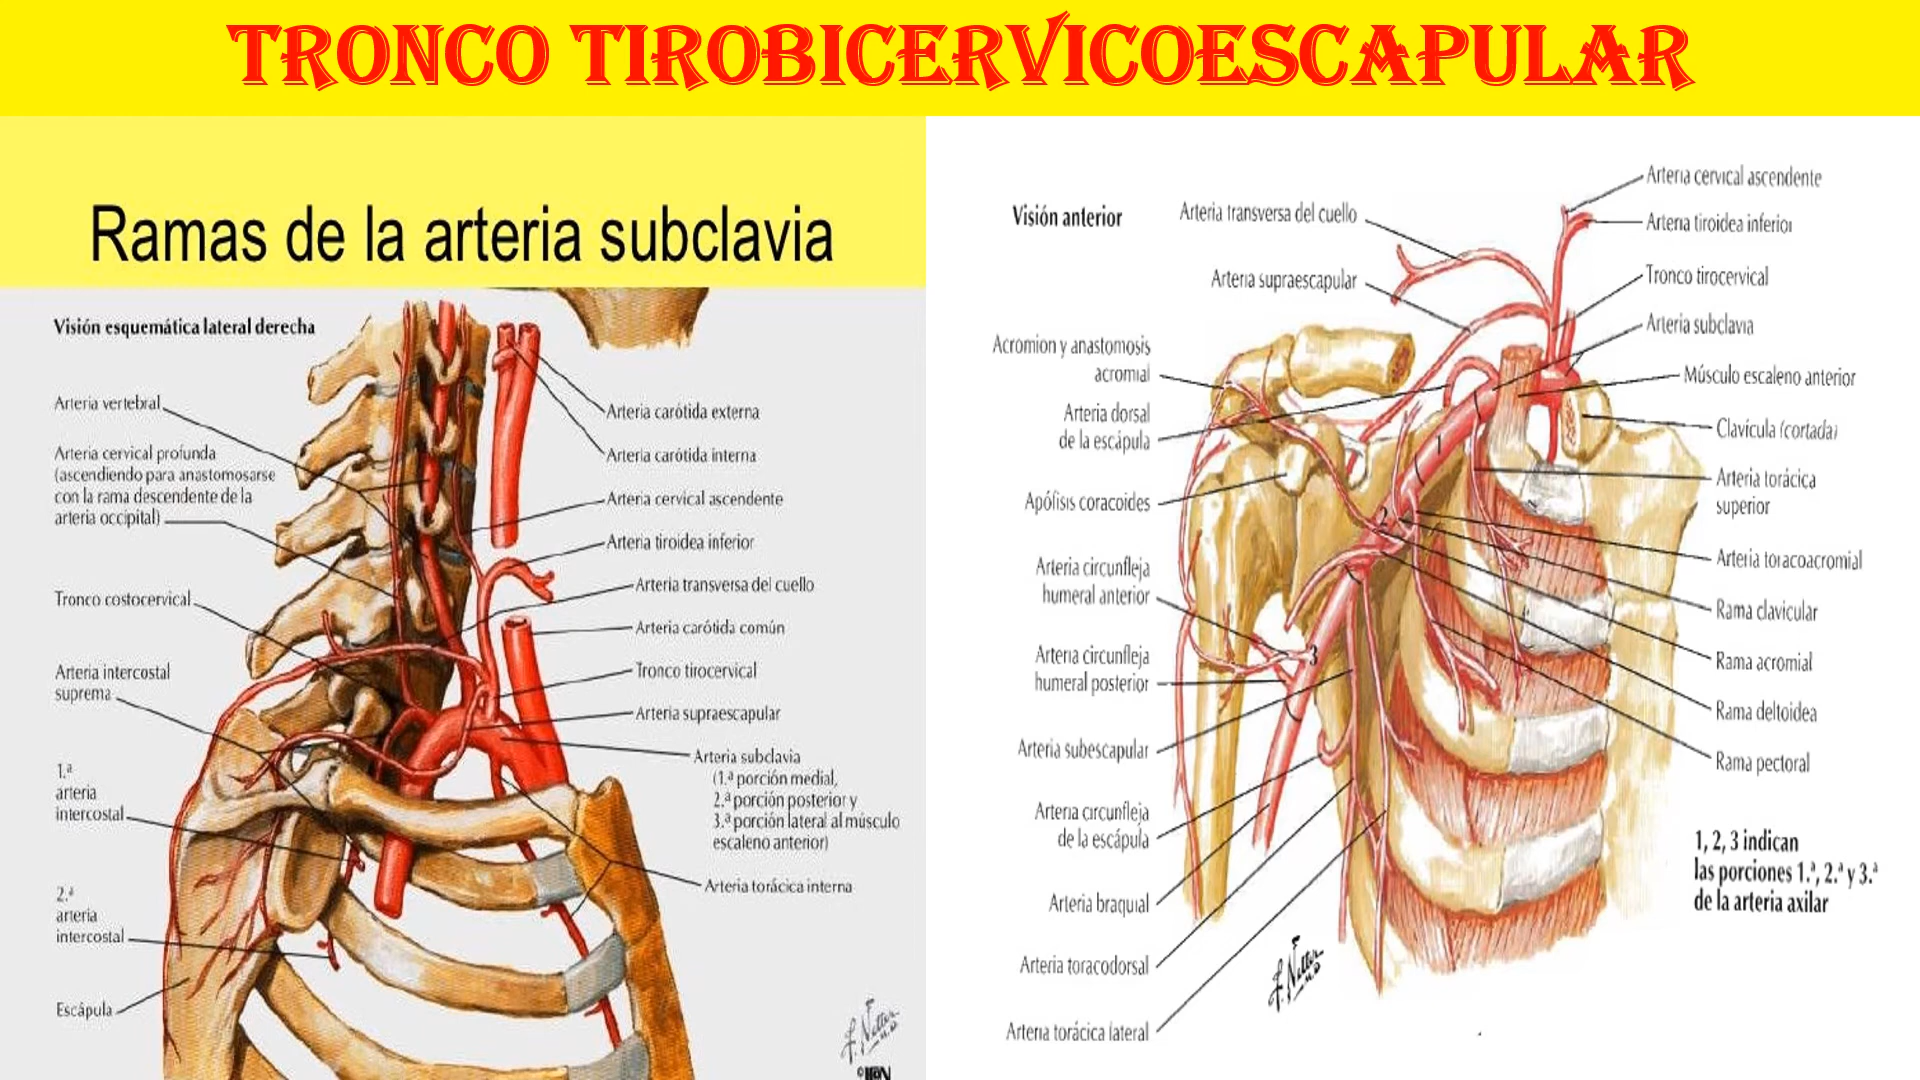 TRONCO TIROBICERVICOESCAPULAR
Ramas de la arteria subclavia
Visión esquemática lateral derecha
Arteria vertebral
Arteria cervical profunda
(ascendiendo para anastomosarse
con la rama descendente de la
arteria occipital)
Tronco costocervical
Arteria intercostal
suprema
1.ª
arteria
intercostal
2.ª
arteria
intercostal
Escápula
Arteria carótida externa
Arteria carótida interna
Arteria cervical ascendente
Arteria tiroidea inferior
Arteria transversa del cuello
Arteria carótida común
Tronco tirocervical
Arteria supraescapular
Arteria subclavia
(1.ª porción medial,
2.ª porción posterior y
3.ª porción lateral al músculo
escaleno anterior)
Arteria torácica interna
F. Netter
M.D.
Visión anterior
Arteria transversa del cuello
Arteria supraescapular
Acromion y anastomosis
acromial
Arteria dorsal
de la escápula
Apófisis coracoides
Arteria circunfleja
humeral anterior
Arteria circunfleja
humeral posterior
Arteria subescapular
Arteria circunfleja
de la escápula
Arteria braquial
Arteria toracodorsal
Arteria torácica lateral
Arteria cervical ascendente
Arteria tiroidea inferior
Tronco tirocervical
Arteria subclavia
Músculo escaleno anterior
Clavícula (cortada)
Arteria torácica
superior
Arteria toracoacromial
Rama clavicular
Rama acromial
Rama deltoidea
Rama pectoral
1
2
3
1, 2, 3 indican
las porciones 1.ª, 2.ª y 3.ª
de la arteria axilar
F. Netter
M.D.